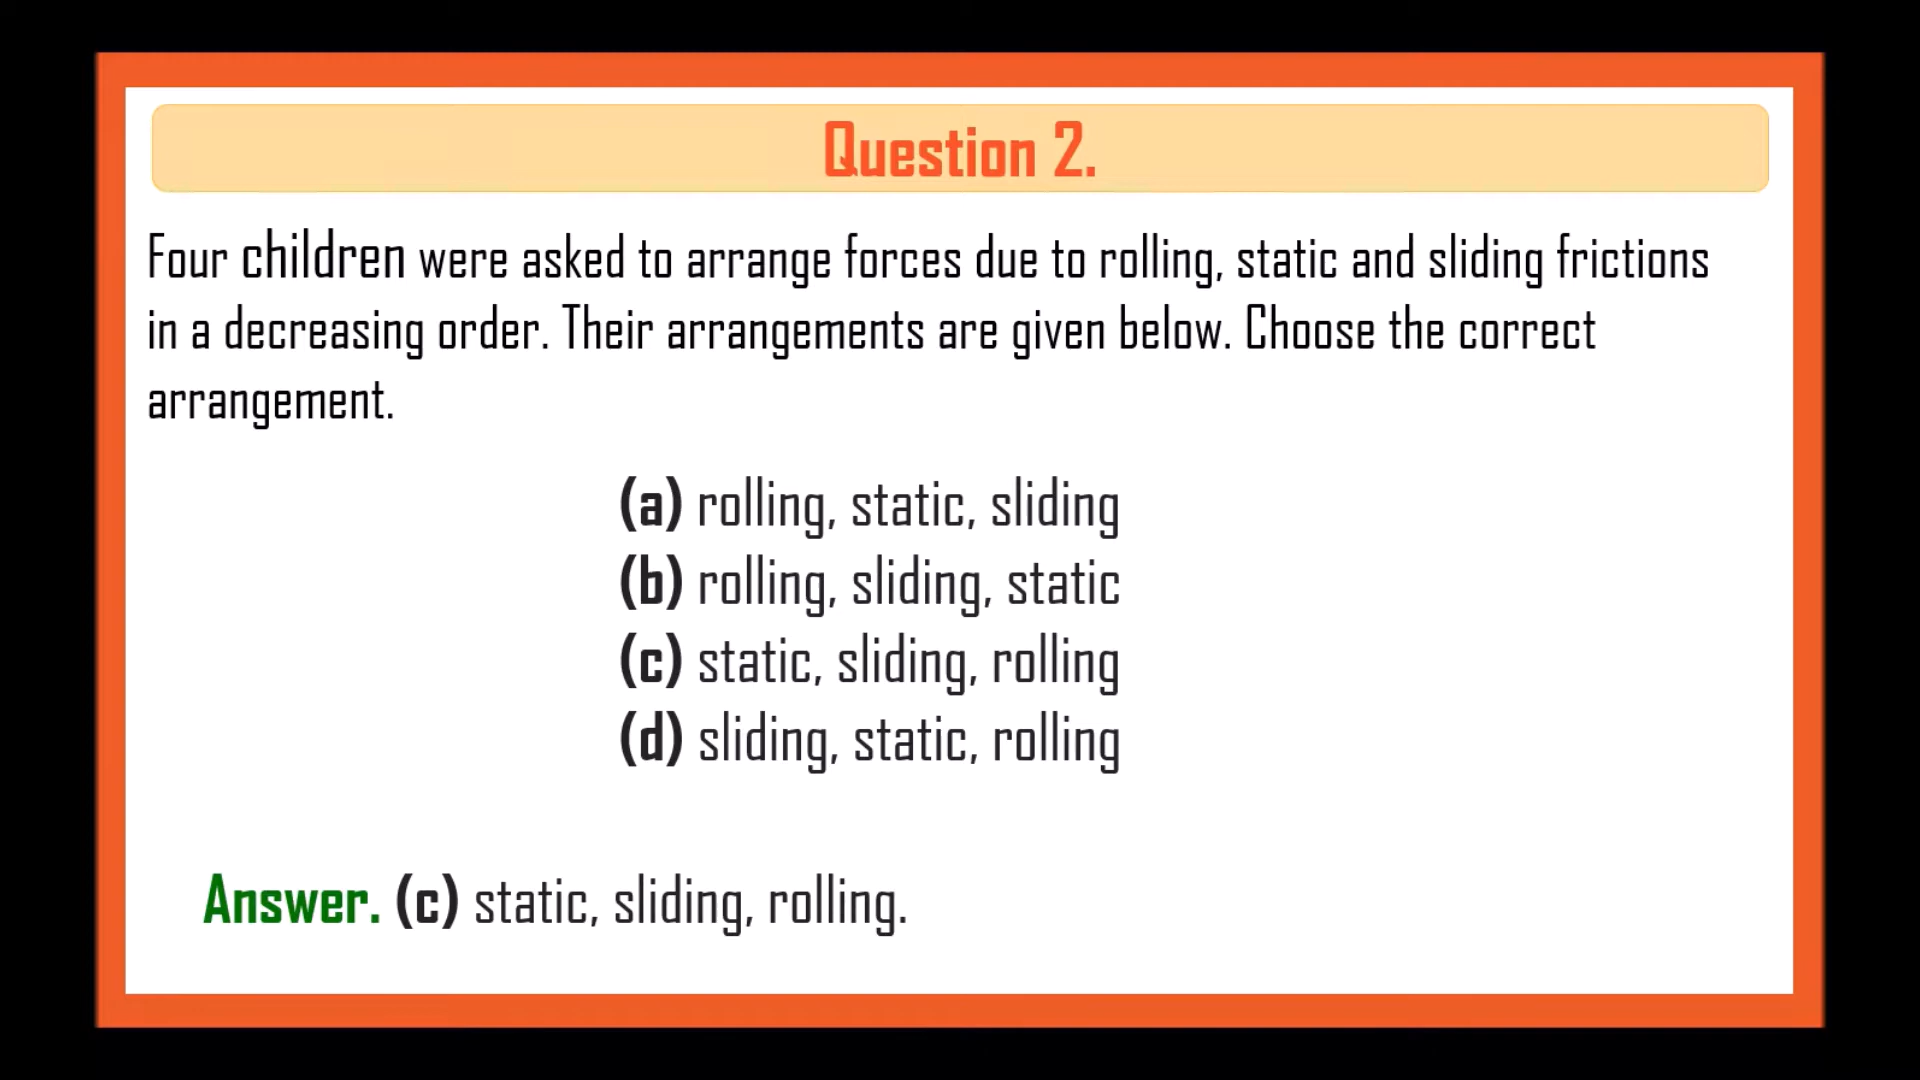 Question 2.
Four children were asked to arrange forces due to rolling, static and sliding frictions
in a decreasing order. Their arrangements are given below. Choose the correct
arrangement.
(a) rolling, static, sliding
(b) rolling, sliding, static
(c) static, sliding, rolling
(d) sliding, static, rolling
Answer. (c) static, sliding, rolling.